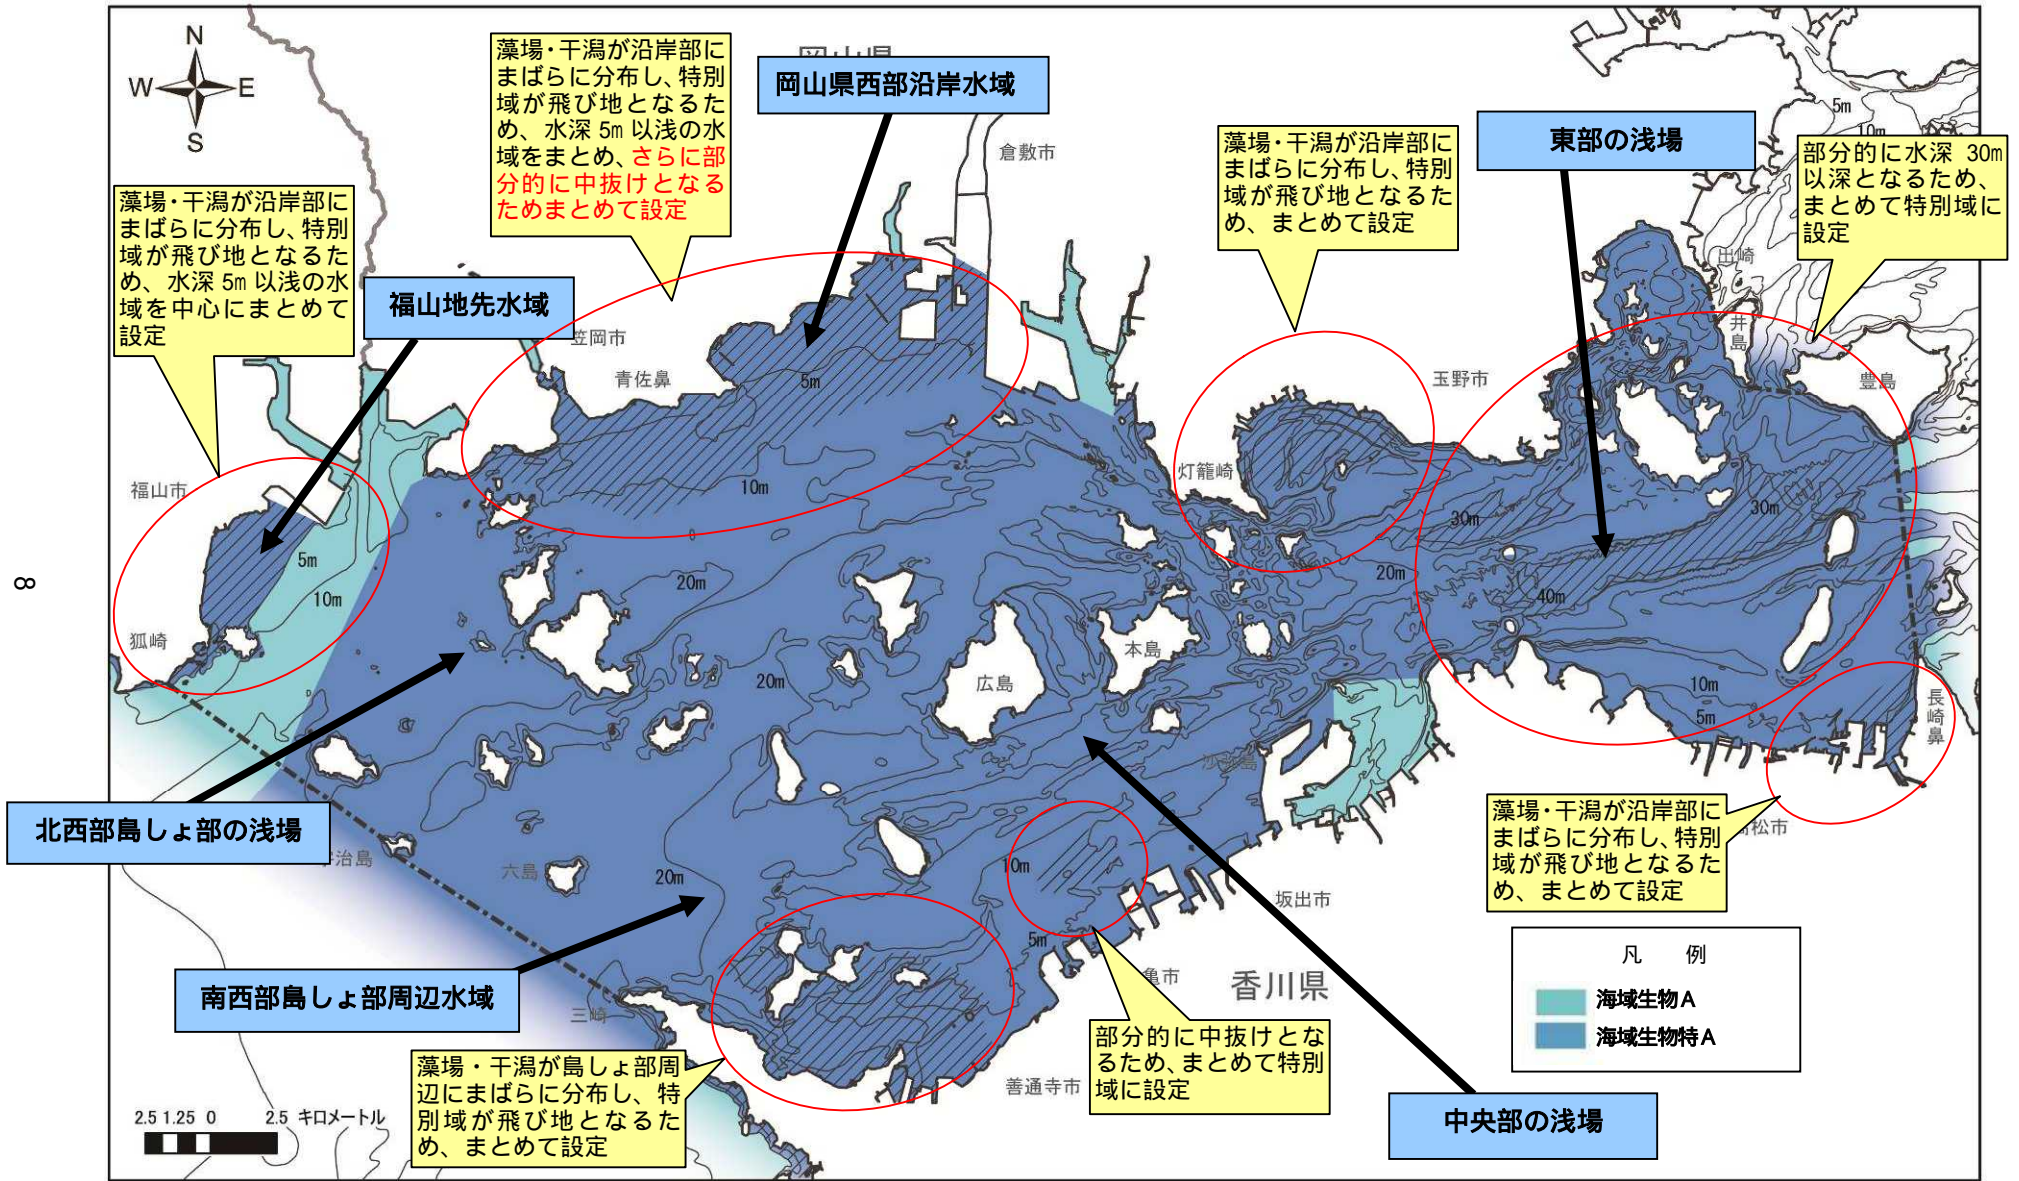 N
W
E
S
藻場・干潟が沿岸部に
まばらに分布し、特別
域が飛び地となるた
め、水深 5m 以浅の水
域をまとめ、さらに部
分的に中抜けとなる
ためまとめて設定
岡山県
岡山県西部沿岸水域
倉敷市
藻場・干潟が沿岸部に
まばらに分布し、特別
域が飛び地となるた
め、まとめて設定
東部の浅場
5m
10m
部分的に水深 30m
以深となるため、
まとめて特別域に
設定
藻場・干潟が沿岸部に
まばらに分布し、特別
域が飛び地となるた
め、水深 5m 以浅の水
域を中心にまとめて
設定
福山地先水域
笠岡市
青佐鼻
5m
玉野市
出崎
井島
豊島
福山市
10m
灯籠崎
30m
30m
5m
10m
20m
20m
40m
8
狐崎
20m
広島
本島
10m
5m
長崎鼻
北西部島しょ部の浅場
六島
20m
10m
坂出市
藻場・干潟が沿岸部に
まばらに分布し、特別
域が飛び地となるた
め、まとめて設定
松市
5m
南西部島しょ部周辺水域
三崎
亀市
香川県
凡 例
海域生物A
海域生物特A
藻場・干潟が島しょ部周
辺にまばらに分布し、特
別域が飛び地となるた
め、まとめて設定
善通寺市
部分的に中抜けとな
るため、まとめて特別
域に設定
中央部の浅場
2.5 1.25 0 2.5 キロメートル